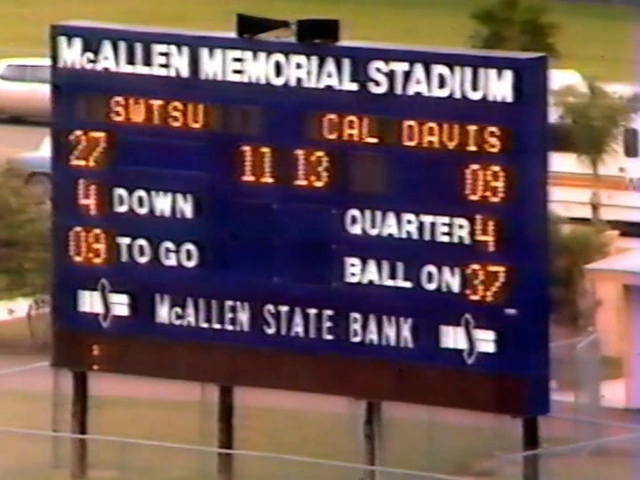 McALLEN MEMORIAL STADIUM
SWTSU CAL DAVIS
27 11 13 09
4 DOWN QUARTER 4
09 TO GO BALL ON 37
McALLEN STATE BANK